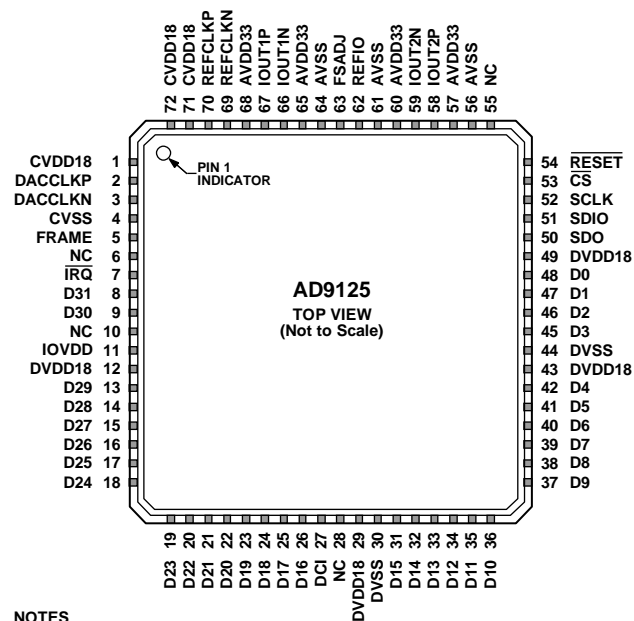 72 CVDD18
71 CVDD18
70 REFCLKP
69 REFCLKN
68 AVDD33
67 IOUT1P
66 IOUT1N
65 AVDD33
64 AVSS
63 FSADJ
62 REFIO
61 AVSS
60 AVDD33
59 IOUT2N
58 IOUT2P
57 AVDD33
56 AVSS
55 NC
CVDD18 1
DACCLKP 2
DACCLKN 3
CVSS 4
FRAME 5
NC 6
IRQ 7
D31 8
D30 9
NC 10
IOVDD 11
DVDD18 12
D29 13
D28 14
D27 15
D26 16
D25 17
D24 18
PIN 1
INDICATOR
AD9125
TOP VIEW
(Not to Scale)
54 RESET
53 CS
52 SCLK
51 SDIO
50 SDO
49 DVDD18
48 D0
47 D1
46 D2
45 D3
44 DVSS
43 DVDD18
42 D4
41 D5
40 D6
39 D7
38 D8
37 D9
D23 19
D22 20
D21 21
D20 22
D19 23
D18 24
D17 25
D16 26
DCI 27
NC 28
DVDD18 29
DVSS 30
D15 31
D14 32
D13 33
D12 34
D11 35
D10 36
NOTES